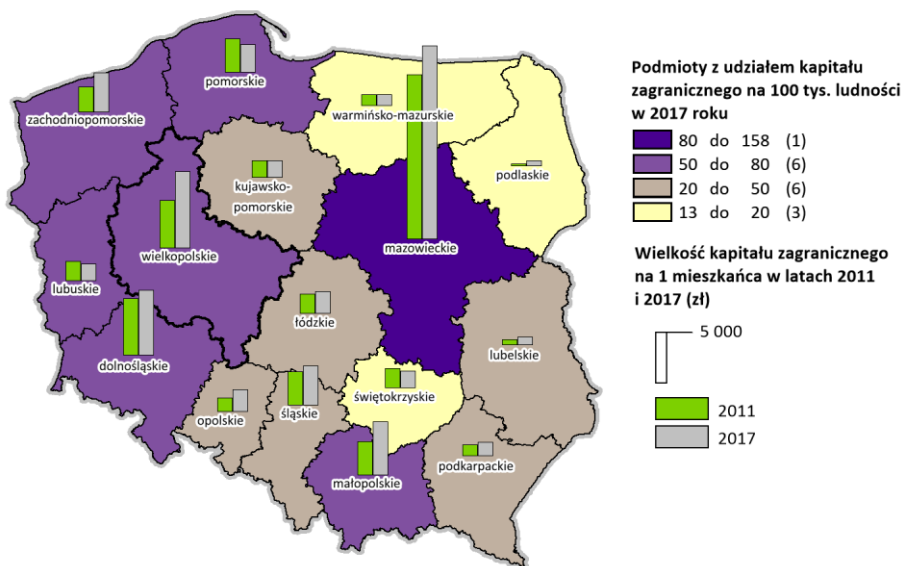 pomorskie
zachodniopomorskie
warmińsko-mazurskie
podlaskie
kujawsko-
pomorskie
mazowieckie
wielkopolskie
lubuskie
łódzkie
lubelskie
dolnośląskie
świętokrzyskie
opolskie
śląskie
podkarpackie
małopolskie
Podmioty z udziałem kapitału
zagranicznego na 100 tys. ludności
w 2017 roku
80 do 158 (1)
50 do 80 (6)
20 do 50 (6)
13 do 20 (3)
Wielkość kapitału zagranicznego
na 1 mieszkańca w latach 2011
i 2017 (zł)
5 000
2011
2017